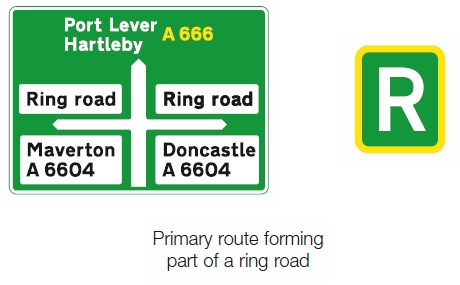 Port Lever
Hartleby
A 666
Ring road
Ring road
Maverton
A 6604
Doncastle
A 6604
R
Primary route forming
part of a ring road